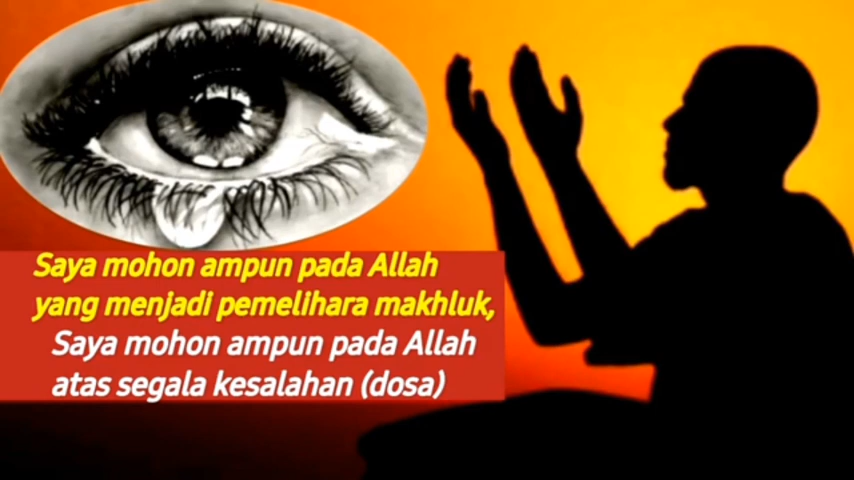 Saya mohon ampun pada Allah
yang menjadi pemelihara makhluk,
Saya mohon ampun pada Allah
atas segala kesalahan (dosa)